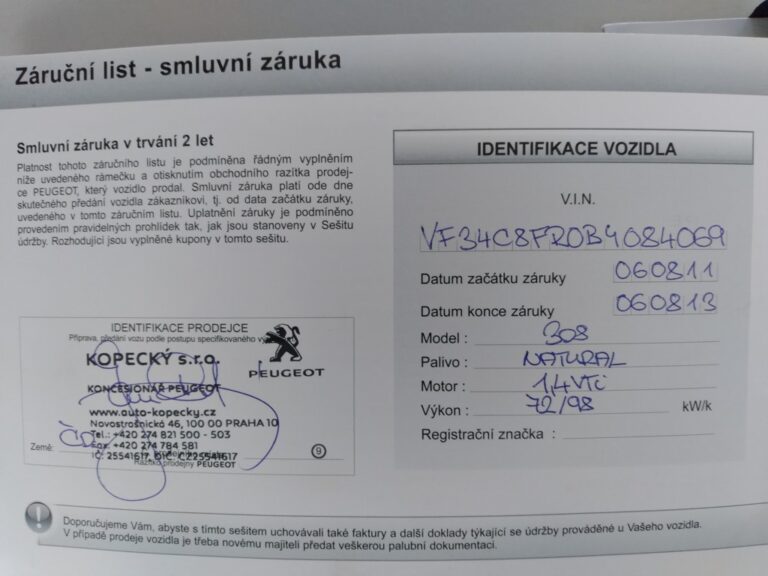 Záruční list - smluvní záruka
Smluvní záruka v trvání 2 let
Platnost tohoto záručního listu je podmíněna řádným vyplněním
níže uvedeného rámečku a otisknutím obchodního razítka prodej-
ce PEUGEOT, který vozidlo prodal. Smluvní záruka platí ode dne
skutečného předání vozidla zákazníkovi, tj. od data začátku záruky,
uvedeného v tomto záručním listu. Uplatnění záruky je podmíněno
provedením pravidelných prohlídek tak, jak jsou stanoveny v Sešitu
údržby. Rozhodující jsou vyplněné kupony v tomto sešitu.
IDENTIFIKACE PRODEJCE
Příprava, předání vozu podle postupu specifikovaného
KOPECKÝ s.r.o.
PEUGEOT
KONCESIONÁŘ PEUGEOT
www.auto-kopecky.cz
Novostrašnická 46, 100 00 PRAHA 10
Tel.: +420 274 821 500 - 503
Fax: +420 274 784 581
Země:
IČ: 25541617, DIČ: CZ25541617
Razítko prodejny PEUGEOT
9
IDENTIFIKACE VOZIDLA
V.I.N.
VF34C8FR0B4084069
Datum začátku záruky 060811
Datum konce záruky 060813
Model : 308
Palivo : NATURAL
Motor : 1,4 VTi
Výkon : 72/98 kW/k
Registrační značka :
Doporučujeme Vám, abyste s tímto sešitem uchovávali také faktury a další doklady týkající se údržby prováděné u Vašeho vozidla.
V případě prodeje vozidla je třeba novému majiteli předat veškerou palubní dokumentaci.